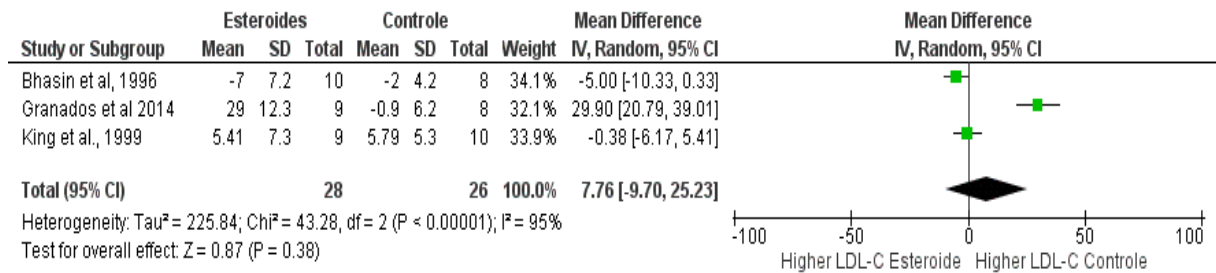 Esteroides Controle Mean Difference Mean Difference
Study or Subgroup Mean SD Total Mean SD Total Weight IV, Random, 95% CI IV, Random, 95% CI
Bhasin et al, 1996 -7 7.2 10 -2 4.2 8 34.1% -5.00 [-10.33, 0.33]
Granados et al 2014 29 12.3 9 -0.9 6.2 8 32.1% 29.90 [20.79, 39.01]
King et al., 1999 5.41 7.3 9 5.79 5.3 10 33.9% -0.38 [-6.17, 5.41]
Total (95% CI) 28 26 100.0% 7.76 [-9.70, 25.23]
Heterogeneity: Tau² = 225.84; Chi² = 43.28, df = 2 (P < 0.00001); I² = 95%
Test for overall effect: Z = 0.87 (P = 0.38)
-100 -50 0 50 100
Higher LDL-C Esteroide Higher LDL-C Controle